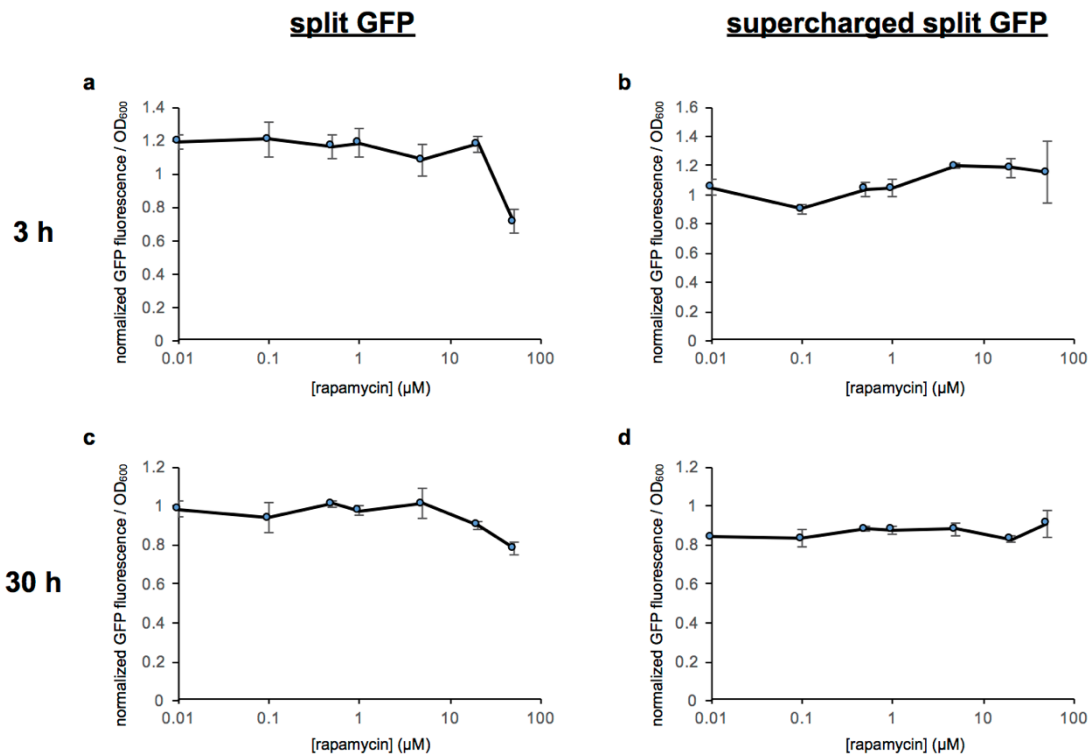 split GFP
supercharged split GFP
3 h
a
normalized GFP fluorescence / OD₆₀₀
1.4
1.2
1
0.8
0.6
0.4
0.2
0
0.01 0.1 1 10 100
[rapamycin] (µM)
b
normalized GFP fluorescence / OD₆₀₀
1.6
1.4
1.2
1
0.8
0.6
0.4
0.2
0
0.01 0.1 1 10 100
[rapamycin] (µM)
30 h
c
normalized GFP fluorescence / OD₆₀₀
1.2
1
0.8
0.6
0.4
0.2
0
0.01 0.1 1 10 100
[rapamycin] (µM)
d
normalized GFP fluorescence / OD₆₀₀
1.2
1
0.8
0.6
0.4
0.2
0
0.01 0.1 1 10 100
[rapamycin] (µM)